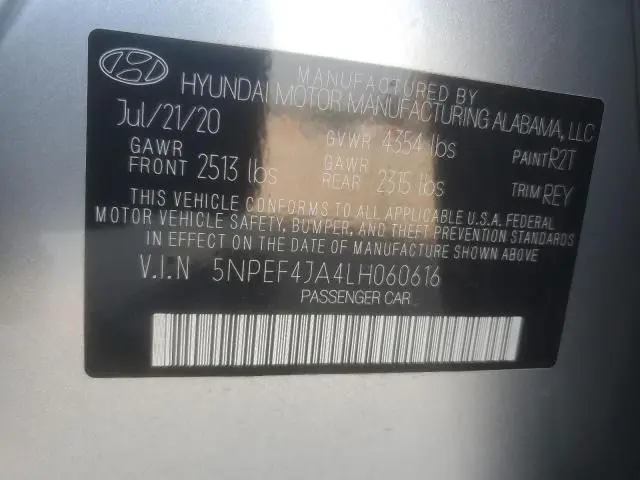 MANUFACTURED BY
HYUNDAI MOTOR MANUFACTURING ALABAMA, LLC
Jul/21/20 GVWR 4354 lbs PAINT R2T
GAWR FRONT 2513 lbs GAWR REAR 2315 lbs TRIM REY
THIS VEHICLE CONFORMS TO ALL APPLICABLE U.S.A. FEDERAL
MOTOR VEHICLE SAFETY, BUMPER, AND THEFT PREVENTION STANDARDS
IN EFFECT ON THE DATE OF MANUFACTURE SHOWN ABOVE.
V.I.N 5NPEF4JA4LH060616
PASSENGER CAR